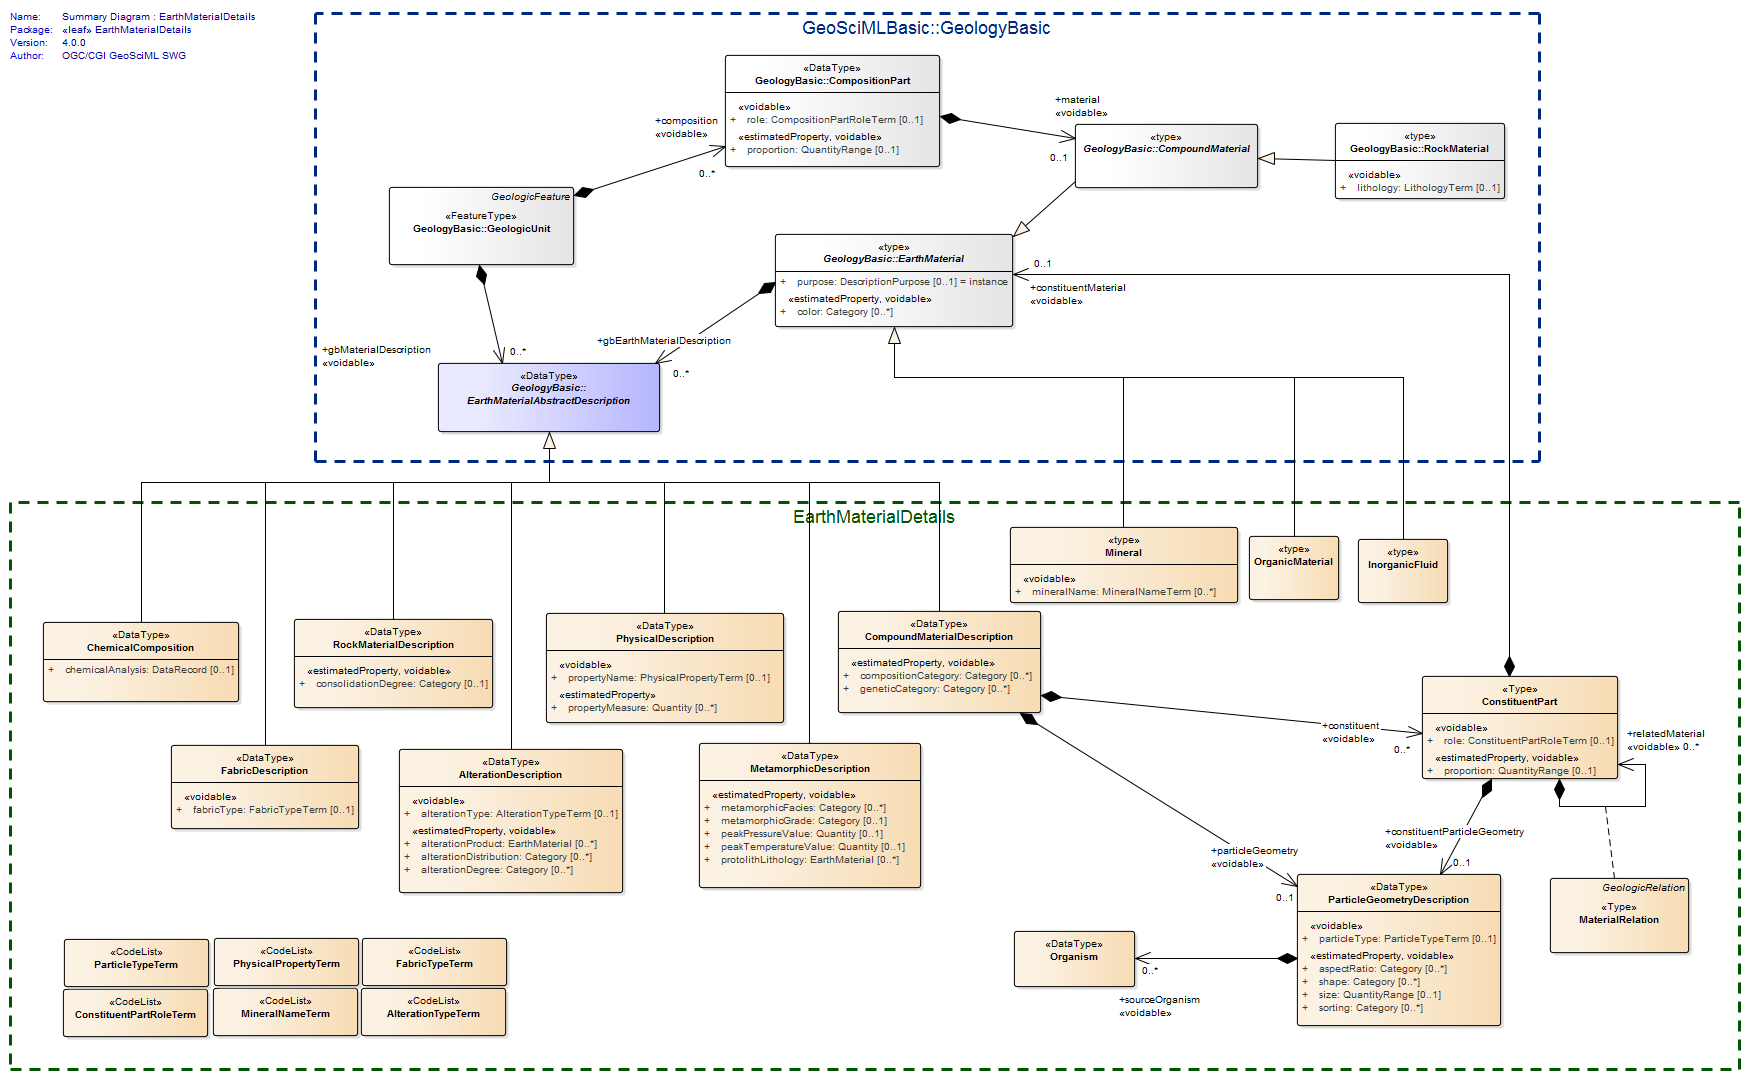 Name: Summary Diagram : EarthMaterialDetails
Package: «leaf» EarthMaterialDetails
Version: 4.0.0
Author: OGC/CGI GeoSciML SWG
GeoSciMLBasic::GeologyBasic
«DataType»
GeologyBasic::CompositionPart
«voidable»
+ role: CompositionPartRoleTerm [0..1]
«estimatedProperty, voidable»
+ proportion: QuantityRange [0..1]
+composition
«voidable»
0..*
+material
«voidable»
0..1
«type»
GeologyBasic::CompoundMaterial
«type»
GeologyBasic::RockMaterial
«voidable»
+ lithology: LithologyTerm [0..1]
GeologicFeature
«FeatureType»
GeologyBasic::GeologicUnit
«type»
GeologyBasic::EarthMaterial
+ purpose: DescriptionPurpose [0..1] = instance
«estimatedProperty, voidable»
+ color: Category [0..*]
0..1
+constituentMaterial
«voidable»
+gbMaterialDescription
«voidable»
0..*
+gbEarthMaterialDescription
0..*
«DataType»
GeologyBasic::
EarthMaterialAbstractDescription
EarthMaterialDetails
«type»
Mineral
«voidable»
+ mineralName: MineralNameTerm [0..*]
«type»
OrganicMaterial
«type»
InorganicFluid
«DataType»
ChemicalComposition
+ chemicalAnalysis: DataRecord [0..1]
«DataType»
RockMaterialDescription
«estimatedProperty, voidable»
+ consolidationDegree: Category [0..1]
«DataType»
PhysicalDescription
«voidable»
+ propertyName: PhysicalPropertyTerm [0..1]
«estimatedProperty»
+ propertyMeasure: Quantity [0..*]
«DataType»
CompoundMaterialDescription
«estimatedProperty, voidable»
+ compositionCategory: Category [0..*]
+ geneticCategory: Category [0..*]
+constituent
«voidable»
0..*
«Type»
ConstituentPart
«voidable»
+ role: ConstituentPartRoleTerm [0..1]
«estimatedProperty, voidable»
+ proportion: QuantityRange [0..1]
+relatedMaterial
«voidable» 0..*
«DataType»
FabricDescription
«voidable»
+ fabricType: FabricTypeTerm [0..1]
«DataType»
AlterationDescription
«voidable»
+ alterationType: AlterationTypeTerm [0..1]
«estimatedProperty, voidable»
+ alterationProduct: EarthMaterial [0..*]
+ alterationDistribution: Category [0..*]
+ alterationDegree: Category [0..*]
«DataType»
MetamorphicDescription
«estimatedProperty, voidable»
+ metamorphicFacies: Category [0..*]
+ metamorphicGrade: Category [0..1]
+ peakPressureValue: Quantity [0..1]
+ peakTemperatureValue: Quantity [0..1]
+ protolithLithology: EarthMaterial [0..*]
+constituentParticleGeometry
«voidable»
0..1
+particleGeometry
«voidable»
0..1
«DataType»
ParticleGeometryDescription
«voidable»
+ particleType: ParticleTypeTerm [0..1]
«estimatedProperty, voidable»
+ aspectRatio: Category [0..*]
+ shape: Category [0..*]
+ size: QuantityRange [0..1]
+ sorting: Category [0..*]
GeologicRelation
«Type»
MaterialRelation
«DataType»
Organism
0..*
+sourceOrganism
«voidable»
«CodeList»
ParticleTypeTerm
«CodeList»
PhysicalPropertyTerm
«CodeList»
FabricTypeTerm
«CodeList»
ConstituentPartRoleTerm
«CodeList»
MineralNameTerm
«CodeList»
AlterationTypeTerm